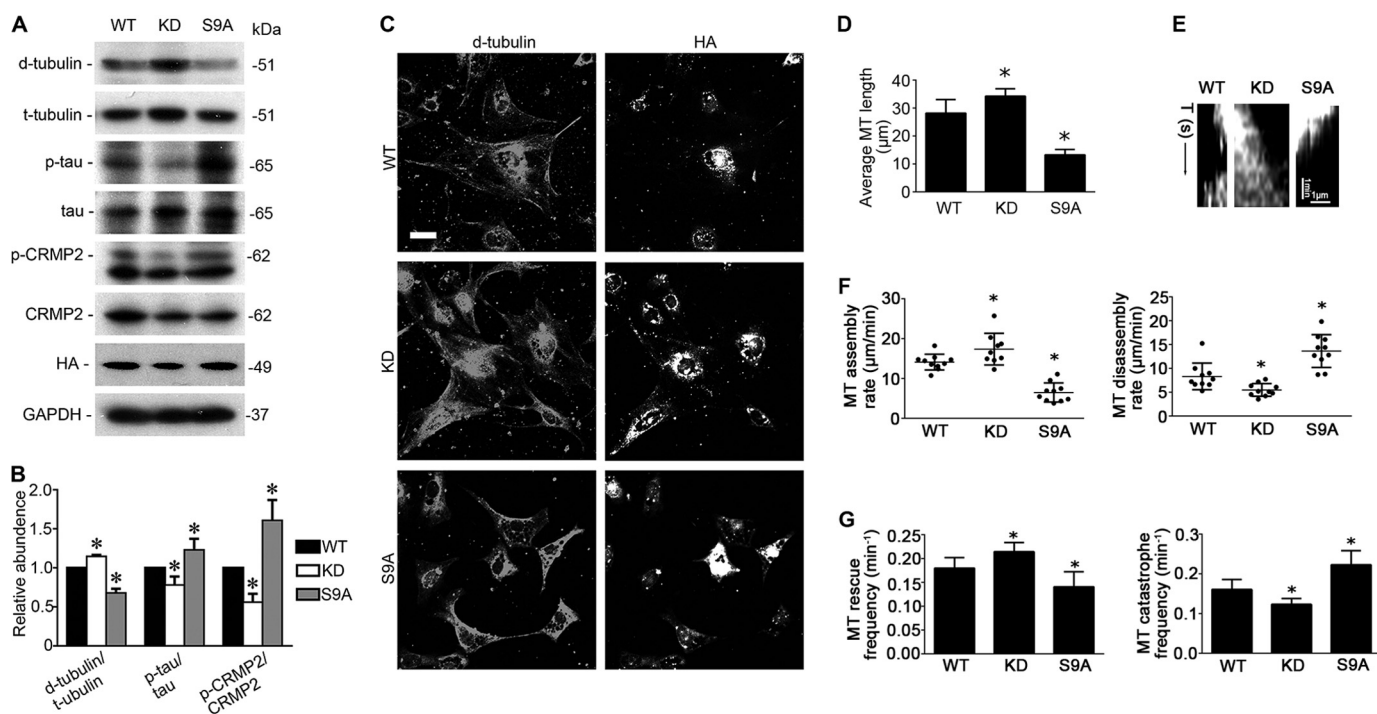 A
WT KD S9A kDa
d-tubulin - -51
t-tubulin - -51
p-tau - -65
tau - -65
p-CRMP2 - -62
CRMP2 - -62
HA - -49
GAPDH - -37
B
Relative abundence
2.0
1.5
1.0
0.5
0
d-tubulin/
t-tubulin
p-tau/
tau
p-CRMP2/
CRMP2
* * * * * *
WT
KD
S9A
C
d-tubulin HA
WT
KD
S9A
D
Average MT length
(µm)
40
30
20
10
0
* *
WT KD S9A
E
WT KD S9A
T (s)
1min
1µm
F
MT assembly
rate (µm/min)
30
20
10
0
* *
WT KD S9A
MT disassembly
rate (µm/min)
25
20
15
10
5
0
* *
WT KD S9A
G
MT rescue
frequency (min-1)
0.25
0.20
0.15
0.10
0.05
0.00
* *
WT KD S9A
MT catastrophe
frequency (min-1)
0.3
0.2
0.1
0.0
* *
WT KD S9A